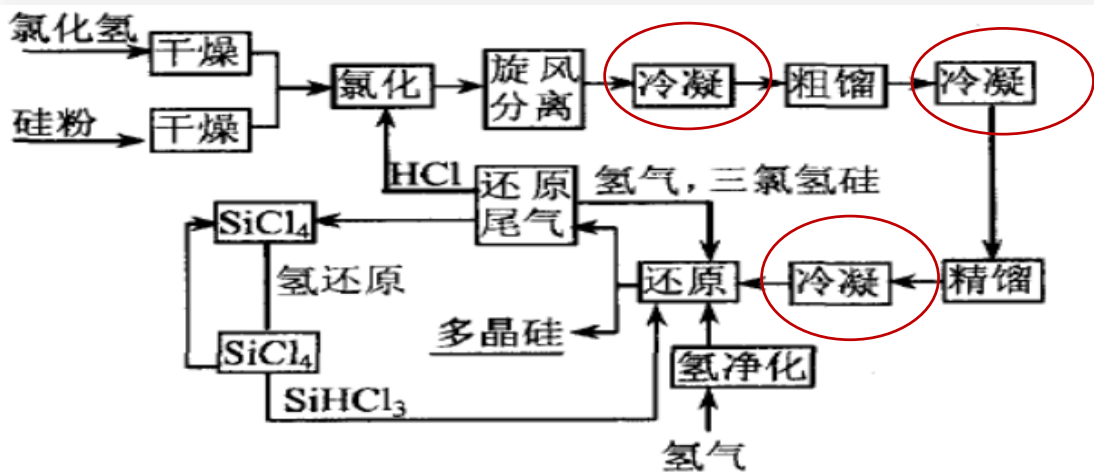 氯化氢
干燥
硅粉
干燥
氯化
旋风
分离
冷凝
粗馏
冷凝
HCl
还原
尾气
氢气，三氯氢硅
SiCl₄
氢还原
还原
冷凝
精馏
多晶硅
SiCl₄
氢净化
SiHCl₃
氢气